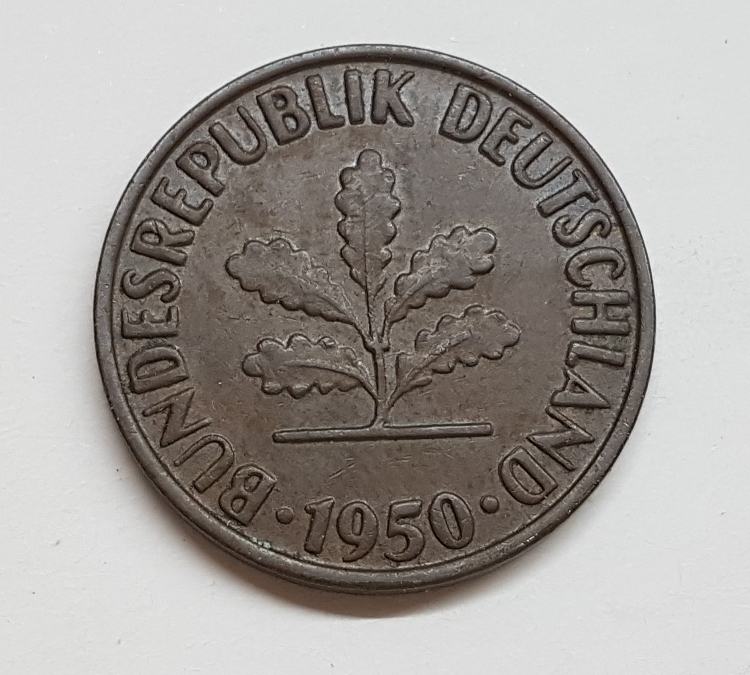 BUNDESREPUBLIK DEUTSCHLAND
· 1950 ·